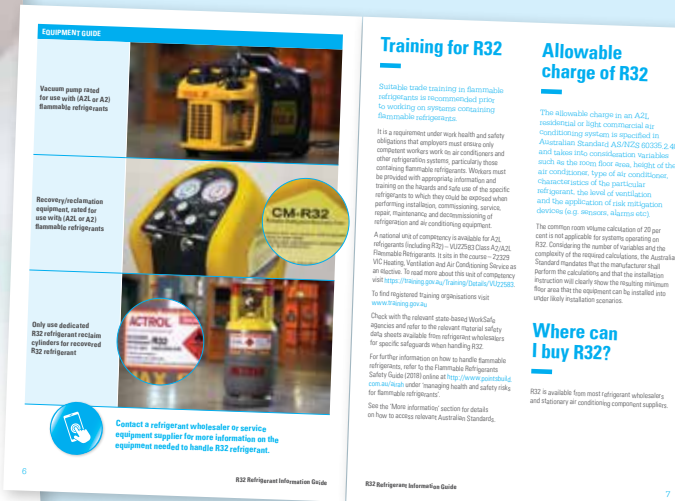 EQUIPMENT GUIDE
Vacuum pump rated
for use with (A2L or A2)
flammable refrigerants
Recovery/reclamation
equipment, rated for
use with (A2L or A2)
flammable refrigerants
CM-R32
Only use dedicated
R32 refrigerant reclaim
cylinders for recovered
R32 refrigerant
ACTROL
R32
MAX
Contact a refrigerant wholesaler or service
equipment supplier for more information on the
equipment needed to handle R32 refrigerant.
6
R32 Refrigerant Information Guide
Training for R32
Suitable trade training in flammable
refrigerants is recommended prior
to working on systems containing
flammable refrigerants.
It is a requirement under work health and safety
obligations that employers must ensure only
competent workers work on air conditioners and
other refrigeration systems, particularly those
containing flammable refrigerants. Workers must
be provided with appropriate information and
training on the hazards and safe use of the specific
refrigerants to which they could be exposed when
performing installation, commissioning, service,
repair, maintenance and decommissioning of
refrigeration and air conditioning equipment.
A national unit of competency is available for A2L
refrigerants (including R32) – VU22583 Class A2/A2L
Flammable Refrigerants. It sits in the course – 22329
VIC Heating, Ventilation And Air Conditioning Service as
an elective. To read more about this unit of competency
visit https://training.gov.au/Training/Details/VU22583.
To find registered training organisations visit
www.training.gov.au
Check with the relevant state-based WorkSafe
agencies and refer to the relevant material safety
data sheets available from refrigerant wholesalers
for specific safeguards when handling R32.
For further information on how to handle flammable
refrigerants, refer to the Flammable Refrigerants
Safety Guide (2018) online at http://www.pointsbuild.
com.au/airah under 'managing health and safety risks
for flammable refrigerants'.
See the 'More information' section for details
on how to access relevant Australian Standards.
R32 Refrigerant Information Guide
Allowable
charge of R32
The allowable charge in an A2L
residential or light commercial air
conditioning system is specified in
Australian Standard AS/NZS 60335.2.40
and takes into consideration variables
such as the room floor area, height of the
air conditioner, type of air conditioner,
characteristics of the particular
refrigerant, the level of ventilation
and the application of risk mitigation
devices (e.g. sensors, alarms etc).
The common room volume calculation of 20 per
cent is not applicable for systems operating on
R32. Considering the number of variables and the
complexity of the required calculations, the Australian
Standard mandates that the manufacturer shall
perform the calculations and that the installation
instruction will clearly show the resulting minimum
floor area that the equipment can be installed into
under likely installation scenarios.
Where can
I buy R32?
R32 is available from most refrigerant wholesalers
and stationary air conditioning component suppliers.
7